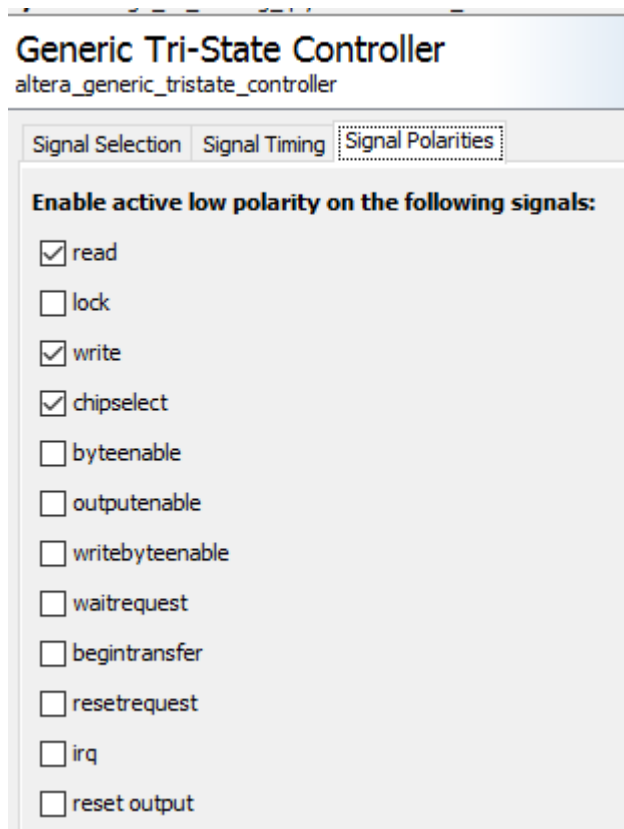 Generic Tri-State Controller
altera_generic_tristate_controller
Signal Selection Signal Timing Signal Polarities
Enable active low polarity on the following signals:
read
lock
write
chipselect
byteenable
outputenable
writebyteenable
waitrequest
begintransfer
resetrequest
irq
reset output